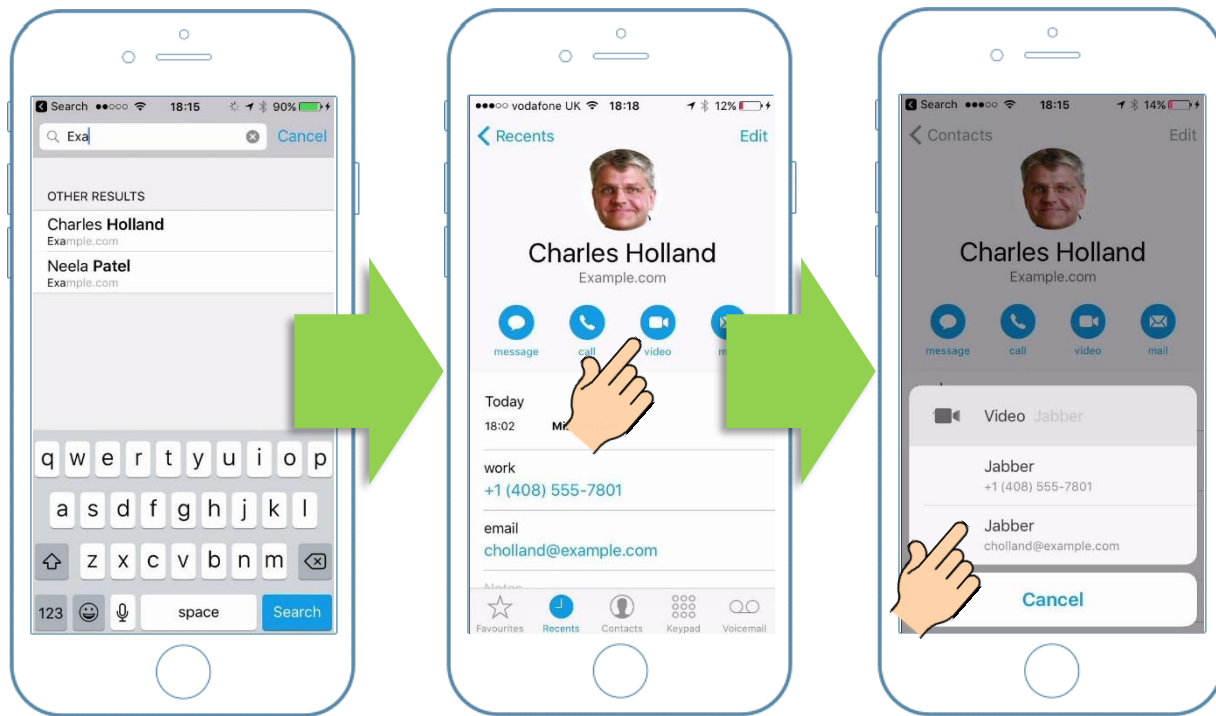 Search 18:15 90%
Exa Cancel
OTHER RESULTS
Charles Holland
Example.com
Neela Patel
Example.com
q w e r t y u i o p
a s d f g h j k l
z x c v b n m
123 space Search
vodafone UK 18:18 12%
Recents Edit
Charles Holland
Example.com
message call video
Today
18:02
work
+1 (408) 555-7801
email
cholland@example.com
Notes
Favourites Recents Contacts Keypad Voicemail
Search 18:15 14%
Contacts Edit
Charles Holland
Example.com
message call video mail
Video Jabber
Jabber
+1 (408) 555-7801
Jabber
cholland@example.com
Cancel